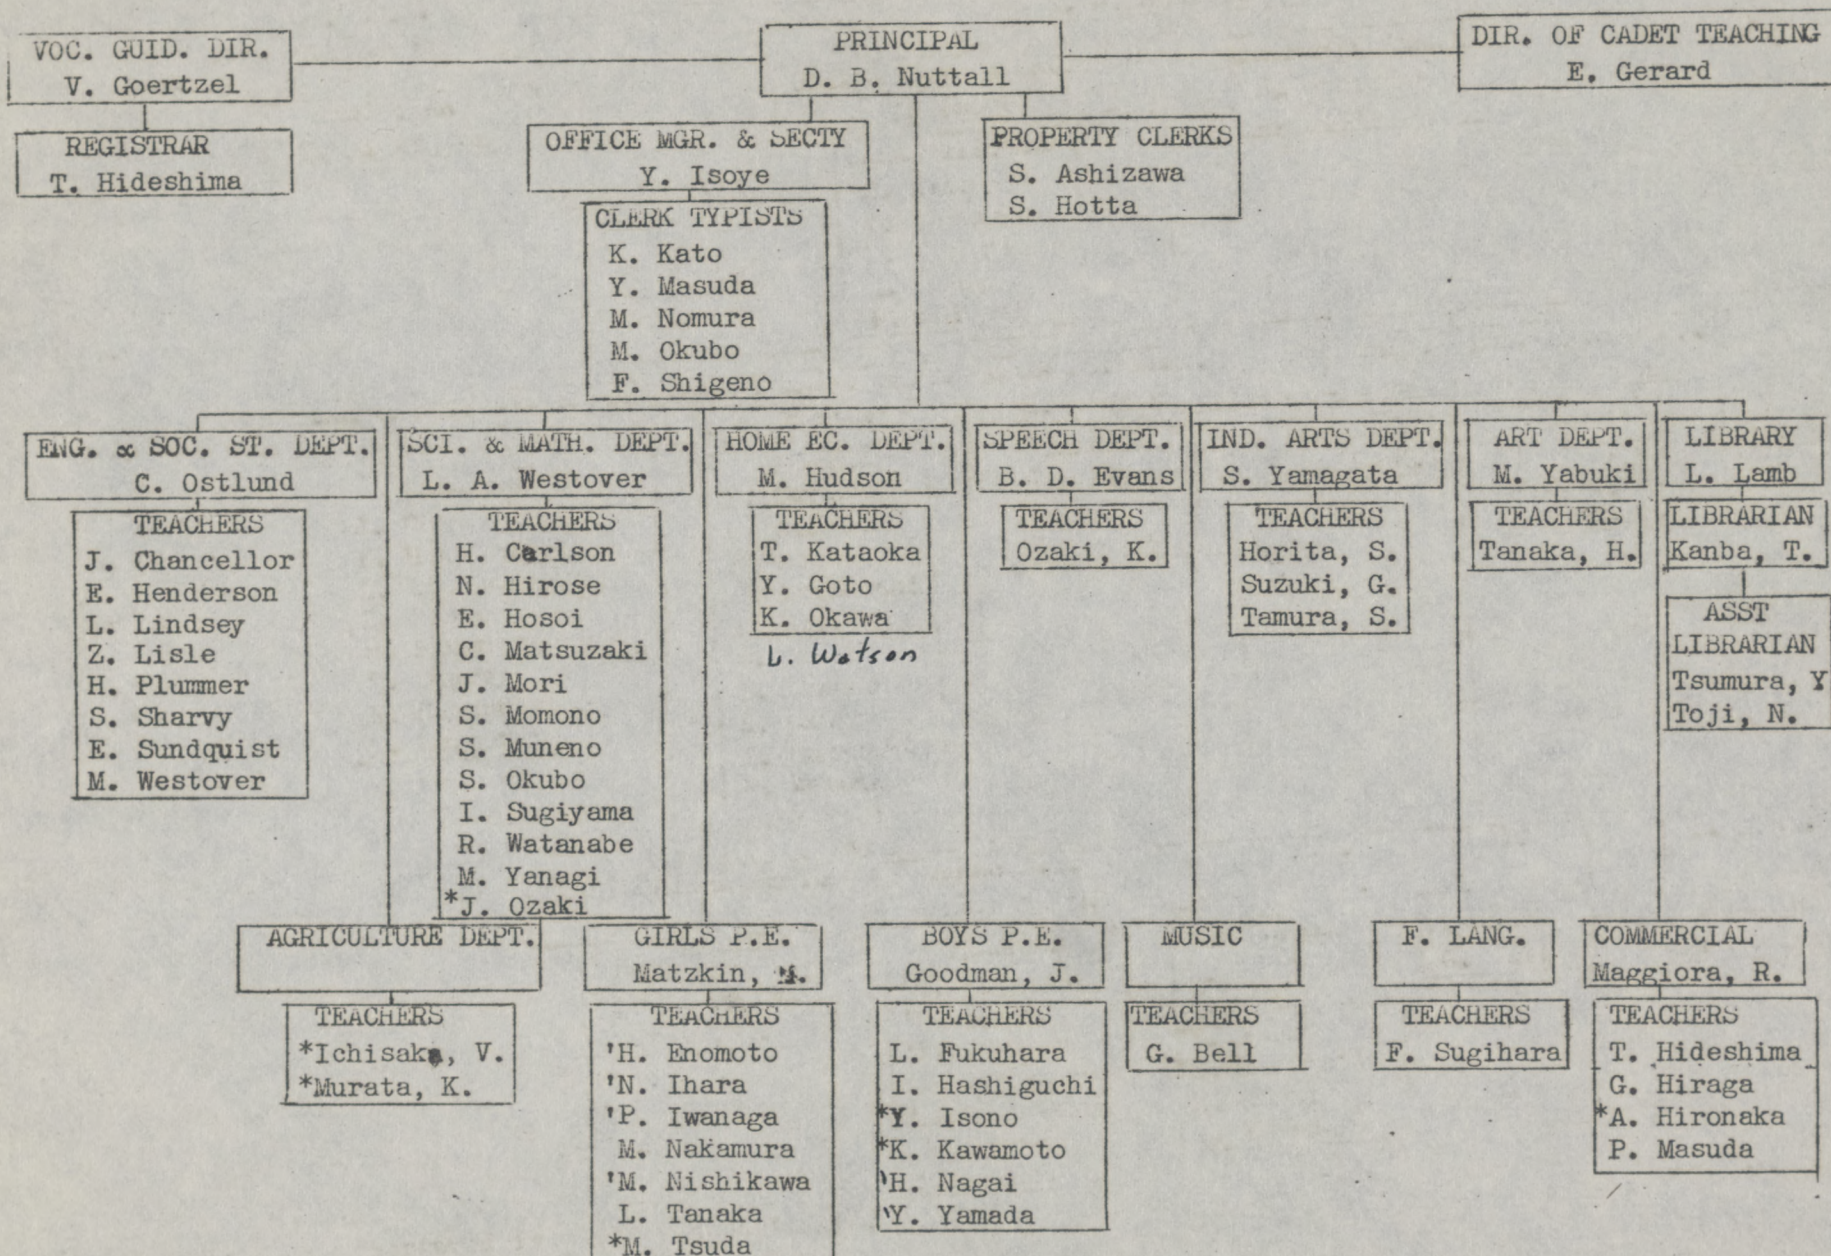 VOC. GUID. DIR.
V. Goertzel
PRINCIPAL
D. B. Nuttall
DIR. OF CADET TEACHING
E. Gerard
REGISTRAR
T. Hideshima
OFFICE MGR. & SECTY
Y. Isoye
PROPERTY CLERKS
S. Ashizawa
S. Hotta
CLERK TYPISTS
K. Kato
Y. Masuda
M. Nomura
M. Okubo
F. Shigeno
ENG. & SOC. ST. DEPT.
C. Ostlund
TEACHERS
J. Chancellor
E. Henderson
L. Lindsey
Z. Lisle
H. Plummer
S. Sharvy
E. Sundquist
M. Westover
SCI. & MATH. DEPT.
L. A. Westover
TEACHERS
H. Carlson
N. Hirose
E. Hosoi
C. Matsuzaki
J. Mori
S. Momono
S. Muneno
S. Okubo
I. Sugiyama
R. Watanabe
M. Yanagi
*J. Ozaki
HOME EC. DEPT.
M. Hudson
TEACHERS
T. Kataoka
Y. Goto
K. Okawa
L. Watson
SPEECH DEPT.
B. D. Evans
TEACHERS
Ozaki, K.
IND. ARTS DEPT.
S. Yamagata
TEACHERS
Horita, S.
Suzuki, G.
Tamura, S.
ART DEPT.
M. Yabuki
TEACHERS
Tanaka, H.
LIBRARY
L. Lamb
LIBRARIAN
Kanba, T.
ASST
LIBRARIAN
Tsumura, Y
Toji, N.
AGRICULTURE DEPT.
TEACHERS
*Ichisaka, V.
*Murata, K.
GIRLS P.E.
Matzkin, M.
TEACHERS
'H. Enomoto
'N. Ihara
'P. Iwanaga
M. Nakamura
'M. Nishikawa
L. Tanaka
*M. Tsuda
BOYS P.E.
Goodman, J.
TEACHERS
L. Fukuhara
I. Hashiguchi
*Y. Isono
*K. Kawamoto
'H. Nagai
'Y. Yamada
MUSIC
TEACHERS
G. Bell
F. LANG.
TEACHERS
F. Sugihara
COMMERCIAL
Maggiora, R.
TEACHERS
T. Hideshima
G. Hiraga
*A. Hironaka
P. Masuda